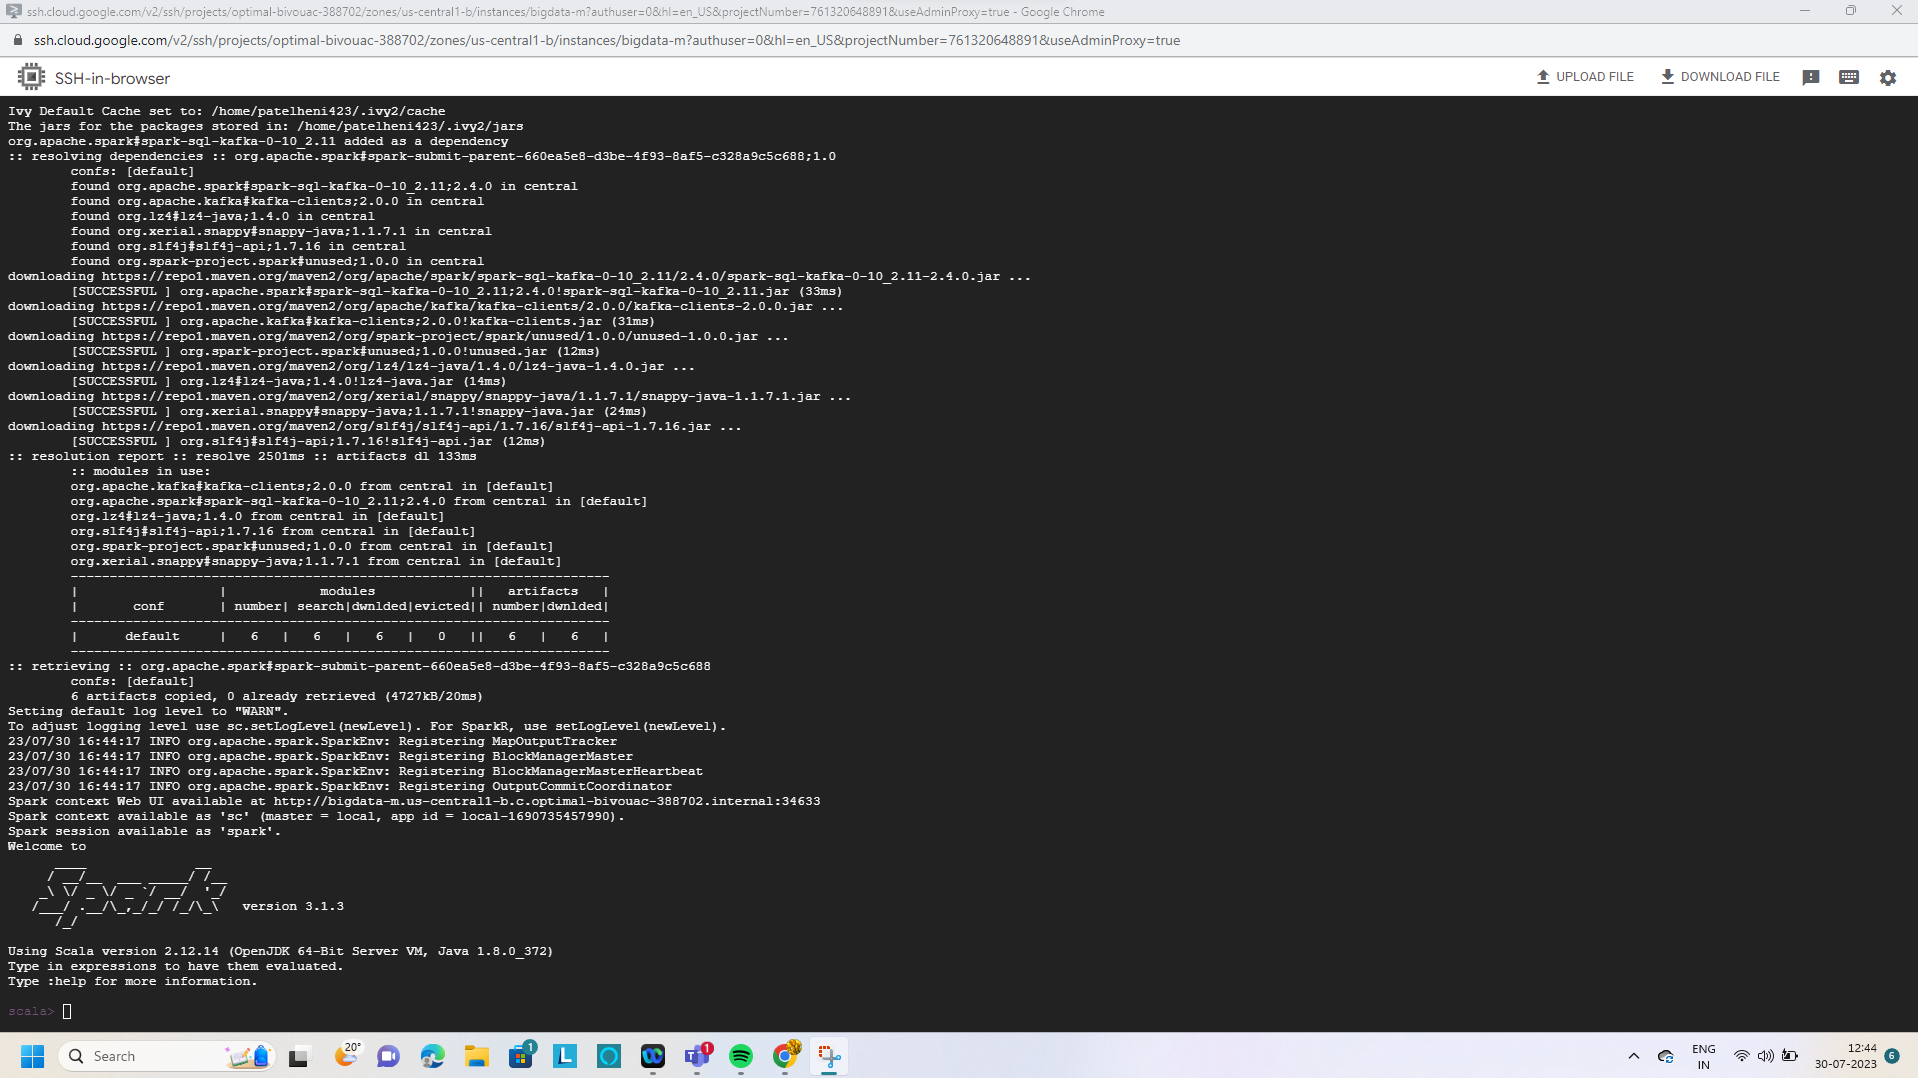 ssh.cloud.google.com/v2/ssh/projects/optimal-bivouac-388702/zones/us-central1-b/instances/bigdata-m?authuser=0&hl=en_US&projectNumber=761320648891&useAdminProxy=true - Google Chrome
ssh.cloud.google.com/v2/ssh/projects/optimal-bivouac-388702/zones/us-central1-b/instances/bigdata-m?authuser=0&hl=en_US&projectNumber=761320648891&useAdminProxy=true
SSH-in-browser UPLOAD FILE DOWNLOAD FILE
Ivy Default Cache set to: /home/patelheni423/.ivy2/cache
The jars for the packages stored in: /home/patelheni423/.ivy2/jars
org.apache.spark#spark-sql-kafka-0-10_2.11 added as a dependency
:: resolving dependencies :: org.apache.spark#spark-submit-parent-660ea5e8-d3be-4f93-8af5-c328a9c5c688;1.0
confs: [default]
found org.apache.spark#spark-sql-kafka-0-10_2.11;2.4.0 in central
found org.apache.kafka#kafka-clients;2.0.0 in central
found org.lz4#lz4-java;1.4.0 in central
found org.xerial.snappy#snappy-java;1.1.7.1 in central
found org.slf4j#slf4j-api;1.7.16 in central
found org.spark-project.spark#unused;1.0.0 in central
downloading https://repo1.maven.org/maven2/org/apache/spark/spark-sql-kafka-0-10_2.11/2.4.0/spark-sql-kafka-0-10_2.11-2.4.0.jar ...
[SUCCESSFUL ] org.apache.spark#spark-sql-kafka-0-10_2.11;2.4.0!spark-sql-kafka-0-10_2.11.jar (33ms)
downloading https://repo1.maven.org/maven2/org/apache/kafka/kafka-clients/2.0.0/kafka-clients-2.0.0.jar ...
[SUCCESSFUL ] org.apache.kafka#kafka-clients;2.0.0!kafka-clients.jar (31ms)
downloading https://repo1.maven.org/maven2/org/spark-project/spark/unused/1.0.0/unused-1.0.0.jar ...
[SUCCESSFUL ] org.spark-project.spark#unused;1.0.0!unused.jar (12ms)
downloading https://repo1.maven.org/maven2/org/lz4/lz4-java/1.4.0/lz4-java-1.4.0.jar ...
[SUCCESSFUL ] org.lz4#lz4-java;1.4.0!lz4-java.jar (14ms)
downloading https://repo1.maven.org/maven2/org/xerial/snappy/snappy-java/1.1.7.1/snappy-java-1.1.7.1.jar ...
[SUCCESSFUL ] org.xerial.snappy#snappy-java;1.1.7.1!snappy-java.jar (24ms)
downloading https://repo1.maven.org/maven2/org/slf4j/slf4j-api/1.7.16/slf4j-api-1.7.16.jar ...
[SUCCESSFUL ] org.slf4j#slf4j-api;1.7.16!slf4j-api.jar (12ms)
:: resolution report :: resolve 2501ms :: artifacts dl 133ms
:: modules in use:
org.apache.kafka#kafka-clients;2.0.0 from central in [default]
org.apache.spark#spark-sql-kafka-0-10_2.11;2.4.0 from central in [default]
org.lz4#lz4-java;1.4.0 from central in [default]
org.slf4j#slf4j-api;1.7.16 from central in [default]
org.spark-project.spark#unused;1.0.0 from central in [default]
org.xerial.snappy#snappy-java;1.1.7.1 from central in [default]
---------------------------------------------------------------------
| | modules || artifacts |
| conf | number| search|dwnlded|evicted|| number|dwnlded|
---------------------------------------------------------------------
| default | 6 | 6 | 6 | 0 || 6 | 6 |
---------------------------------------------------------------------
:: retrieving :: org.apache.spark#spark-submit-parent-660ea5e8-d3be-4f93-8af5-c328a9c5c688
confs: [default]
6 artifacts copied, 0 already retrieved (4727kB/20ms)
Setting default log level to "WARN".
To adjust logging level use sc.setLogLevel(newLevel). For SparkR, use setLogLevel(newLevel).
23/07/30 16:44:17 INFO org.apache.spark.SparkEnv: Registering MapOutputTracker
23/07/30 16:44:17 INFO org.apache.spark.SparkEnv: Registering BlockManagerMaster
23/07/30 16:44:17 INFO org.apache.spark.SparkEnv: Registering BlockManagerMasterHeartbeat
23/07/30 16:44:17 INFO org.apache.spark.SparkEnv: Registering OutputCommitCoordinator
Spark context Web UI available at http://bigdata-m.us-central1-b.c.optimal-bivouac-388702.internal:34633
Spark context available as 'sc' (master = local, app id = local-1690735457990).
Spark session available as 'spark'.
Welcome to
Spark version 3.1.3
Using Scala version 2.12.14 (OpenJDK 64-Bit Server VM, Java 1.8.0_372)
Type in expressions to have them evaluated.
Type :help for more information.
scala>
Search 20° 1 L 1 ENG IN 12:44 30-07-2023 6